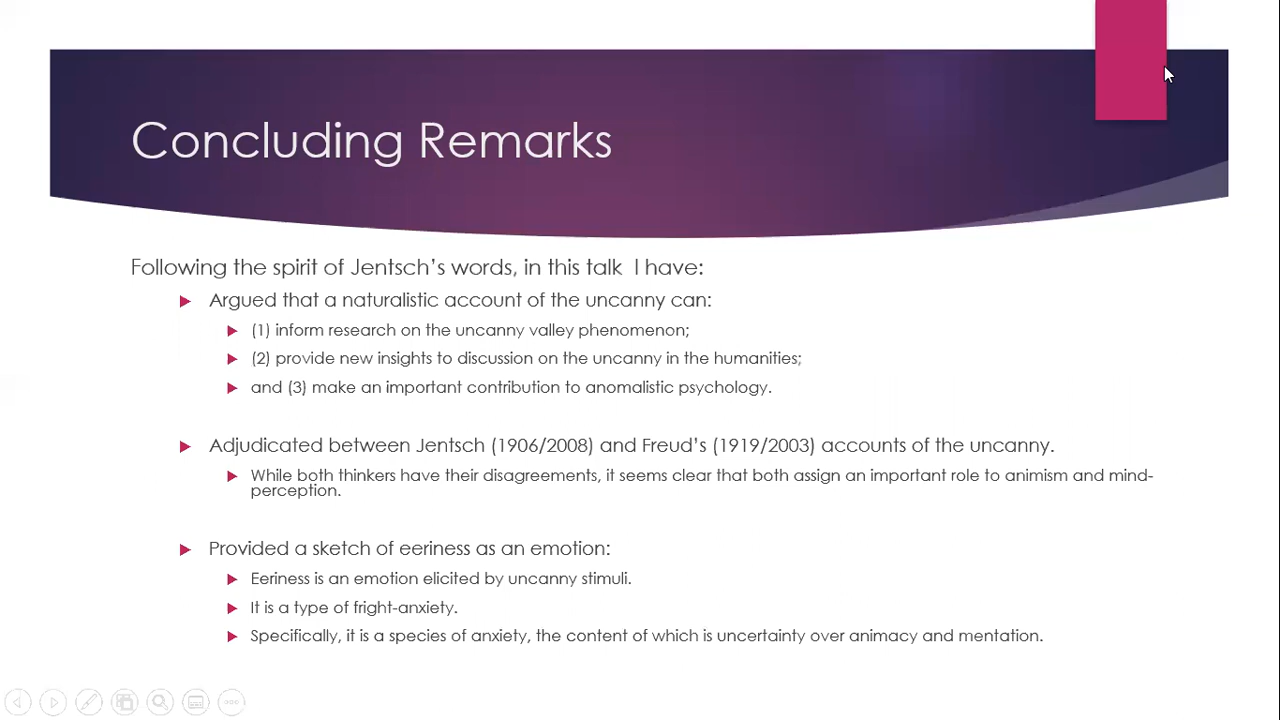 Concluding Remarks
Following the spirit of Jentsch’s words, in this talk I have:
Argued that a naturalistic account of the uncanny can:
(1) inform research on the uncanny valley phenomenon;
(2) provide new insights to discussion on the uncanny in the humanities;
and (3) make an important contribution to anomalistic psychology.
Adjudicated between Jentsch (1906/2008) and Freud’s (1919/2003) accounts of the uncanny.
While both thinkers have their disagreements, it seems clear that both assign an important role to animism and mind-
perception.
Provided a sketch of eeriness as an emotion:
Eeriness is an emotion elicited by uncanny stimuli.
It is a type of fright-anxiety.
Specifically, it is a species of anxiety, the content of which is uncertainty over animacy and mentation.